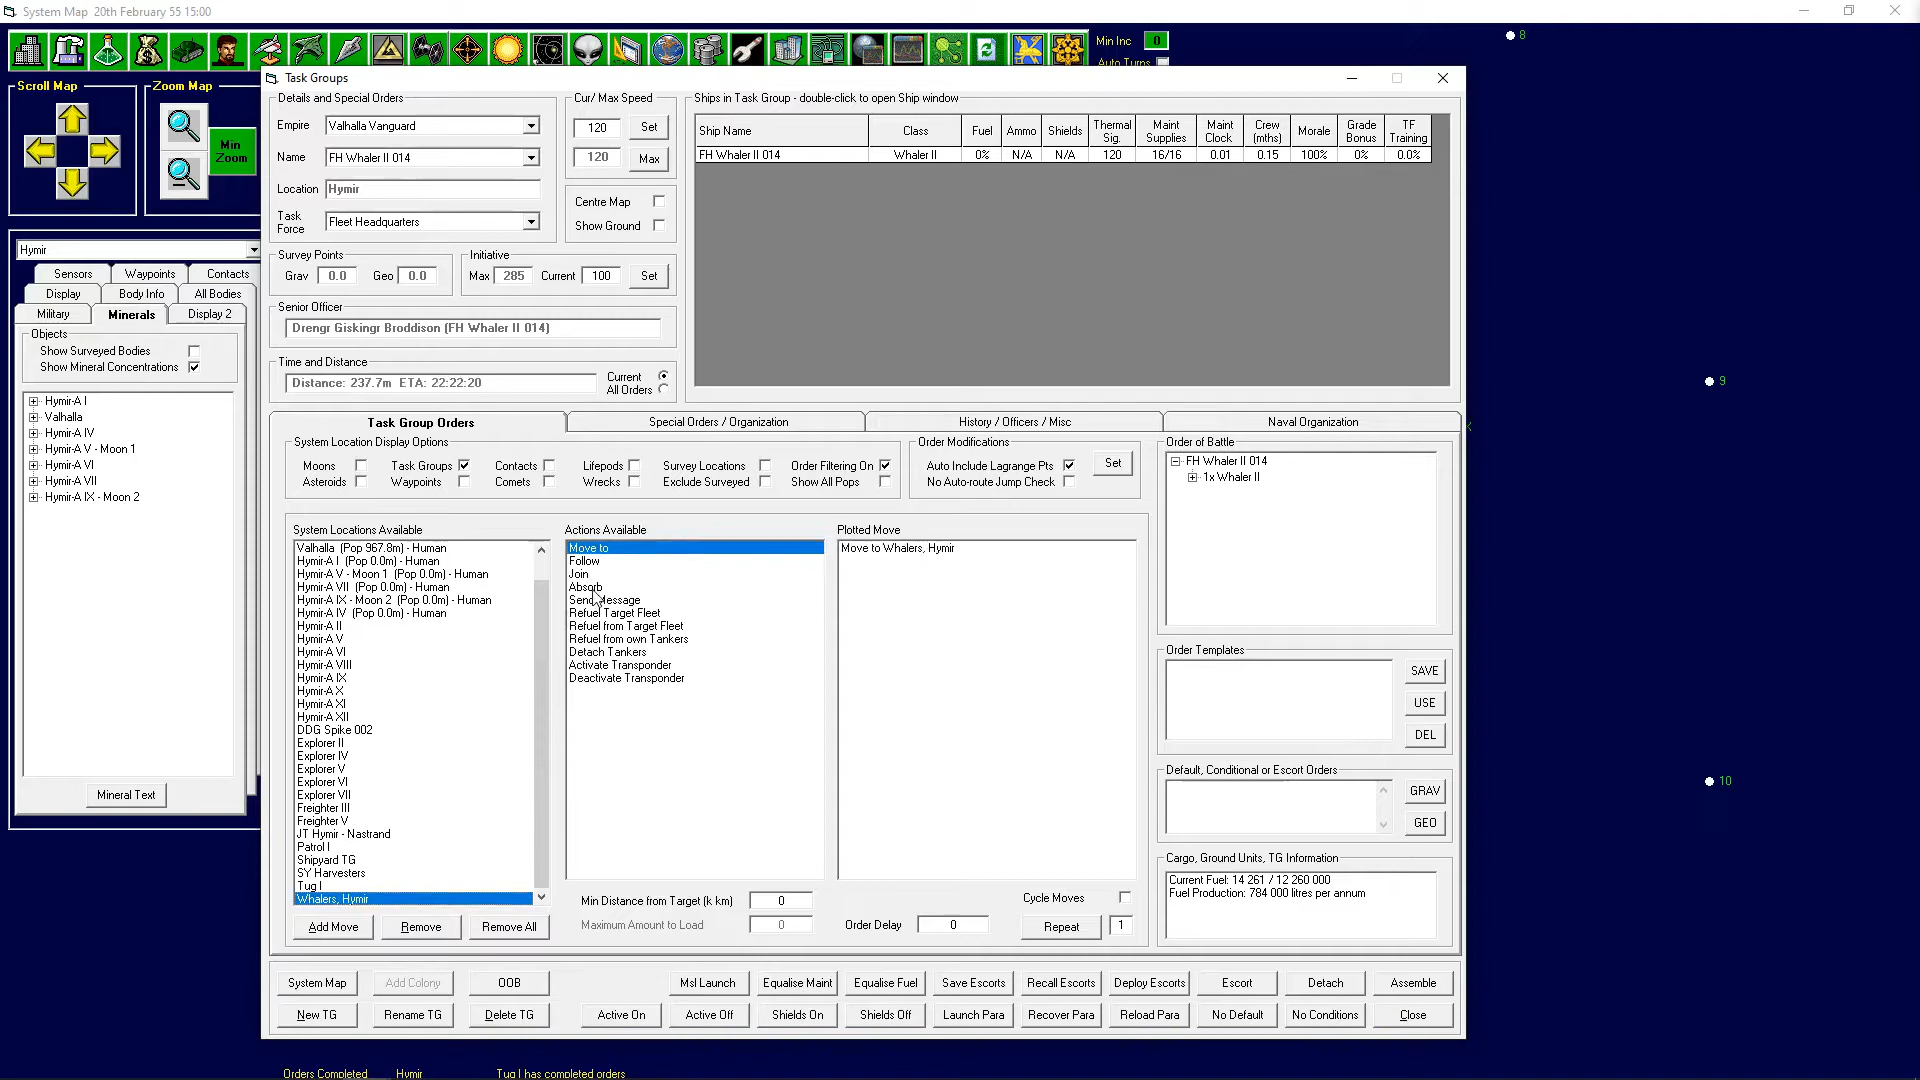 System Map 20th February 55 15:00
Min Inc 0
Auto Turns
Scroll Map
Zoom Map
Min Zoom
Hymir
Sensors Waypoints Contacts
Display Body Info All Bodies
Military Minerals Display 2
Objects
Show Surveyed Bodies
Show Mineral Concentrations
Hymir-A I
Valhalla
Hymir-A IV
Hymir-A V - Moon 1
Hymir-A VI
Hymir-A VII
Hymir-A IX - Moon 2
Mineral Text
Task Groups
Details and Special Orders
Empire Valhalla Vanguard
Name FH Whaler II 014
Location Hymir
Task Force Fleet Headquarters
Cur/ Max Speed
120 Set
120 Max
Centre Map
Show Ground
Survey Points
Grav 0.0 Geo 0.0
Initiative
Max 285 Current 100 Set
Senior Officer
Drengr Giskingr Broddison (FH Whaler II 014)
Time and Distance
Distance: 237.7m ETA: 22:22:20
Current
All Orders
Ships in Task Group - double-click to open Ship window
Ship Name Class Fuel Ammo Shields Thermal Sig. Maint Supplies Maint Clock Crew (mths) Morale Grade Bonus TF Training
FH Whaler II 014 Whaler II 0% N/A N/A 120 16/16 0.01 0.15 100% 0% 0.0%
Task Group Orders Special Orders / Organization History / Officers / Misc Naval Organization
System Location Display Options
Moons Task Groups Contacts Lifepods Survey Locations Order Filtering On
Asteroids Waypoints Comets Wrecks Exclude Surveyed Show All Pops
Order Modifications
Auto Include Lagrange Pts Set
No Auto-route Jump Check
System Locations Available
Valhalla (Pop 967.8m) - Human
Hymir-A I (Pop 0.0m) - Human
Hymir-A V - Moon 1 (Pop 0.0m) - Human
Hymir-A VII (Pop 0.0m) - Human
Hymir-A IX - Moon 2 (Pop 0.0m) - Human
Hymir-A IV (Pop 0.0m) - Human
Hymir-A II
Hymir-A V
Hymir-A VI
Hymir-A VIII
Hymir-A IX
Hymir-A X
Hymir-A XI
Hymir-A XII
DDG Spike 002
Explorer II
Explorer IV
Explorer V
Explorer VI
Explorer VII
Freighter III
Freighter V
JT Hymir - Nastrand
Patrol I
Shipyard TG
SY Harvesters
Tug I
Whalers, Hymir
Add Move Remove Remove All
Actions Available
Move to
Follow
Join
Absorb
Send Message
Refuel Target Fleet
Refuel from Target Fleet
Refuel from own Tankers
Detach Tankers
Activate Transponder
Deactivate Transponder
Min Distance from Target (k km) 0
Maximum Amount to Load 0
Plotted Move
Move to Whalers, Hymir
Cycle Moves
Order Delay 0 Repeat 1
Order of Battle
FH Whaler II 014
1x Whaler II
Order Templates
SAVE
USE
DEL
Default, Conditional or Escort Orders
GRAV
GEO
Cargo, Ground Units, TG Information
Current Fuel: 14 261 / 12 260 000
Fuel Production: 784 000 litres per annum
System Map Add Colony OOB Msl Launch Equalise Maint Equalise Fuel Save Escorts Recall Escorts Deploy Escorts Escort Detach Assemble
New TG Rename TG Delete TG Active On Active Off Shields On Shields Off Launch Para Recover Para Reload Para No Default No Conditions Close
8
9
10
Orders Completed Hymir Tug I has completed orders